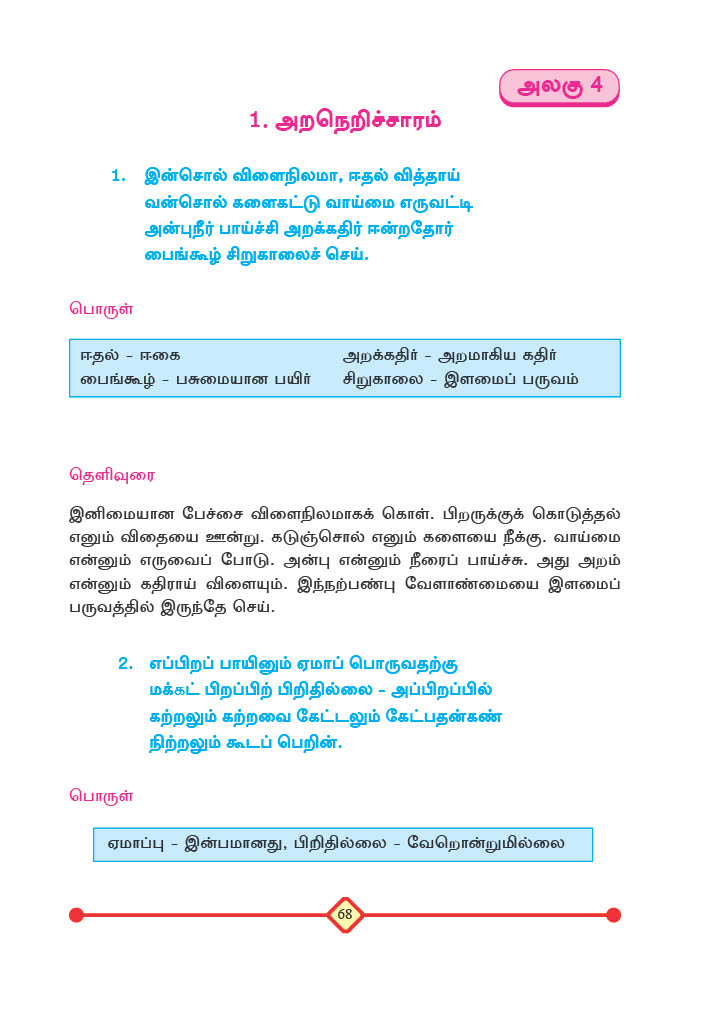 அலகு 4
1. அறநெறிச்சாரம்
1. இன்சொல் விளைநிலமா, ஈதல் வித்தாய்
வன்சொல் களைகட்டு வாய்மை எருவட்டி
அன்புநீர் பாய்ச்சி அறக்கதிர் ஈன்றதோர்
பைங்கூழ் சிறுகாலைச் செய்.
பொருள்
ஈதல் - ஈகை அறக்கதிர் - அறமாகிய கதிர்
பைங்கூழ் - பசுமையான பயிர் சிறுகாலை - இளமைப் பருவம்
தெளிவுரை
இனிமையான பேச்சை விளைநிலமாகக் கொள். பிறருக்குக் கொடுத்தல்
எனும் விதையை ஊன்று. கடுஞ்சொல் எனும் களையை நீக்கு. வாய்மை
என்னும் எருவைப் போடு. அன்பு என்னும் நீரைப் பாய்ச்சு. அது அறம்
என்னும் கதிராய் விளையும். இந்நற்பண்பு வேளாண்மையை இளமைப்
பருவத்தில் இருந்தே செய்.
2. எப்பிறப் பாயினும் ஏமாப் பொருவதற்கு
மக்கட் பிறப்பிற் பிறிதில்லை - அப்பிறப்பில்
கற்றலும் கற்றவை கேட்டலும் கேட்பதன்கண்
நிற்றலும் கூடப் பெறின்.
பொருள்
ஏமாப்பு - இன்பமானது, பிறிதில்லை - வேறொன்றுமில்லை
68